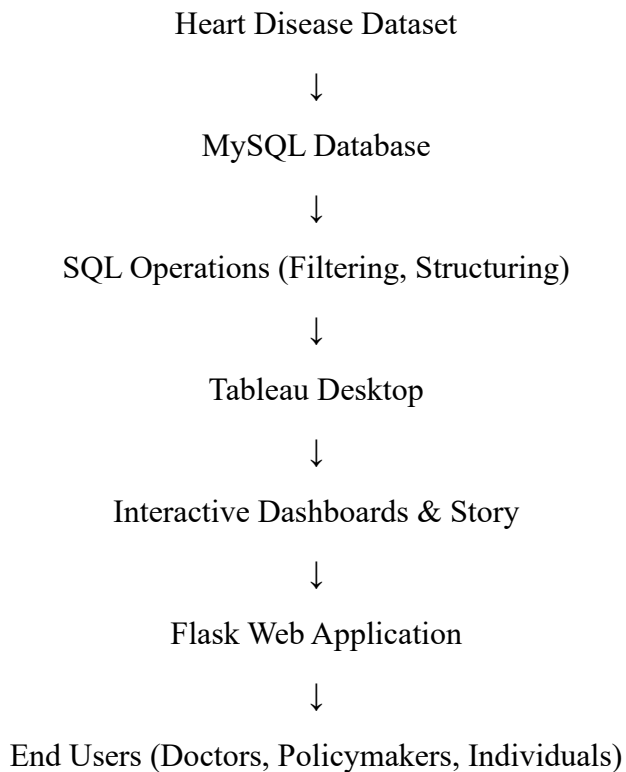 Heart Disease Dataset
↓
MySQL Database
↓
SQL Operations (Filtering, Structuring)
↓
Tableau Desktop
↓
Interactive Dashboards & Story
↓
Flask Web Application
↓
End Users (Doctors, Policymakers, Individuals)